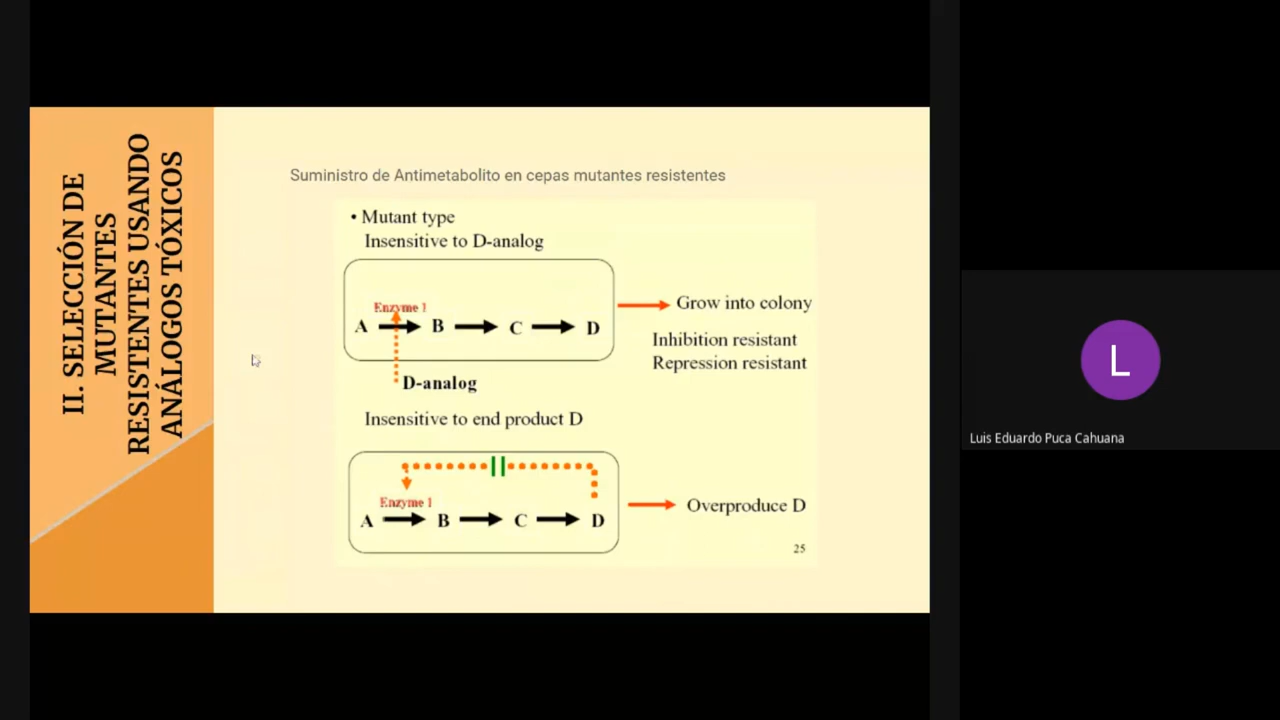 II. SELECCIÓN DE
MUTANTES
RESISTENTES USANDO
ANÁLOGOS TÓXICOS
Suministro de Antimetabolito en cepas mutantes resistentes
• Mutant type
Insensitive to D-analog
Enzyme 1
A B C D
Grow into colony
Inhibition resistant
Repression resistant
D-analog
Insensitive to end product D
Enzyme 1
A B C D
Overproduce D
25
L
Luis Eduardo Puca Cahuana